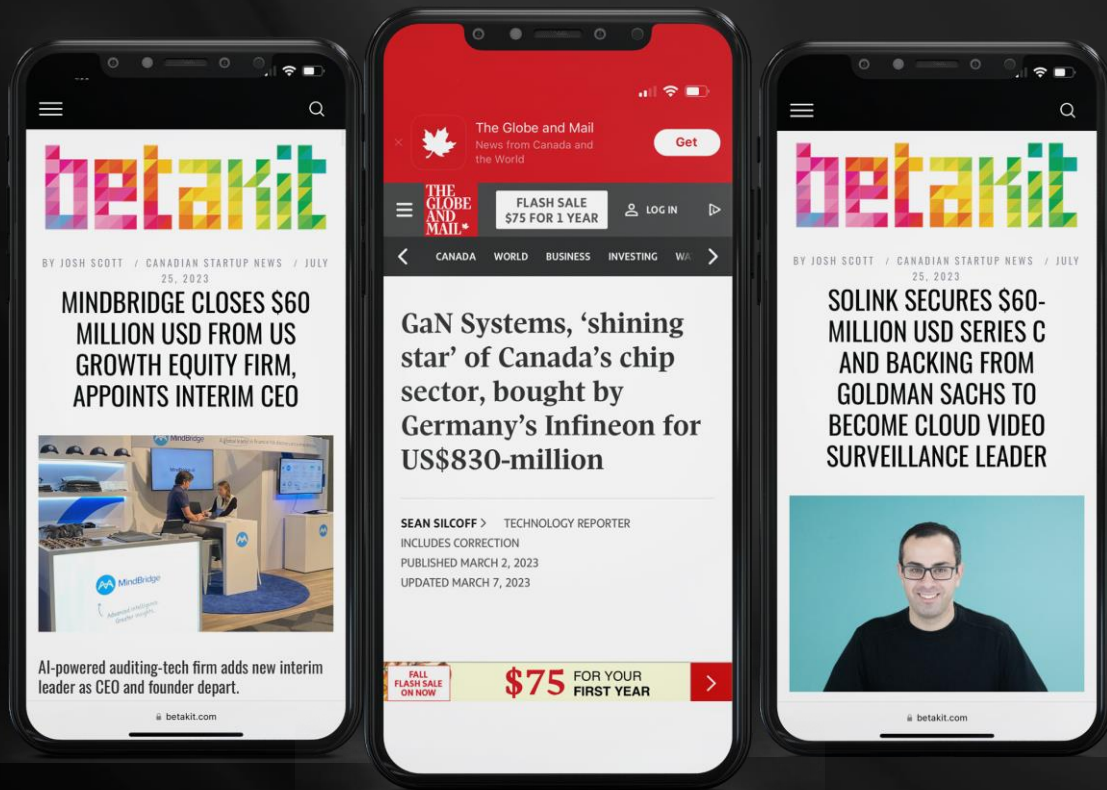 betakit
BY JOSH SCOTT / CANADIAN STARTUP NEWS / JULY
25, 2023
MINDBRIDGE CLOSES $60
MILLION USD FROM US
GROWTH EQUITY FIRM,
APPOINTS INTERIM CEO
MindBridge
MindBridge
AI-powered auditing-tech firm adds new interim
leader as CEO and founder depart.
betakit.com
The Globe and Mail
News from Canada and
the World
Get
THE
GLOBE
AND
MAIL
FLASH SALE
$75 FOR 1 YEAR
LOG IN
CANADA WORLD BUSINESS INVESTING WA
GaN Systems, ‘shining
star’ of Canada’s chip
sector, bought by
Germany’s Infineon for
US$830-million
SEAN SILCOFF > TECHNOLOGY REPORTER
INCLUDES CORRECTION
PUBLISHED MARCH 2, 2023
UPDATED MARCH 7, 2023
FALL
FLASH SALE
ON NOW
$75 FOR YOUR
FIRST YEAR
betakit
BY JOSH SCOTT / CANADIAN STARTUP NEWS / JULY
25, 2023
SOLINK SECURES $60-
MILLION USD SERIES C
AND BACKING FROM
GOLDMAN SACHS TO
BECOME CLOUD VIDEO
SURVEILLANCE LEADER
betakit.com